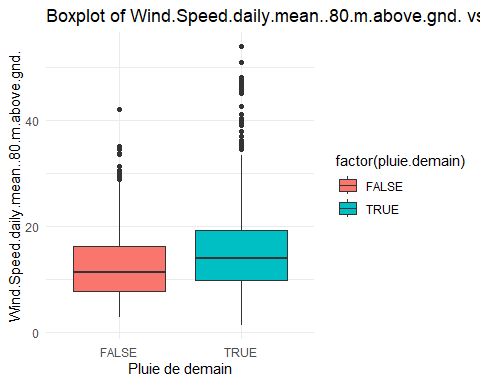 Boxplot of Wind.Speed.daily.mean..80.m.above.gnd. vs
Wind.Speed.daily.mean..80.m.above.gnd.
40
20
0
FALSE
TRUE
Pluie de demain
factor(pluie.demain)
FALSE
TRUE